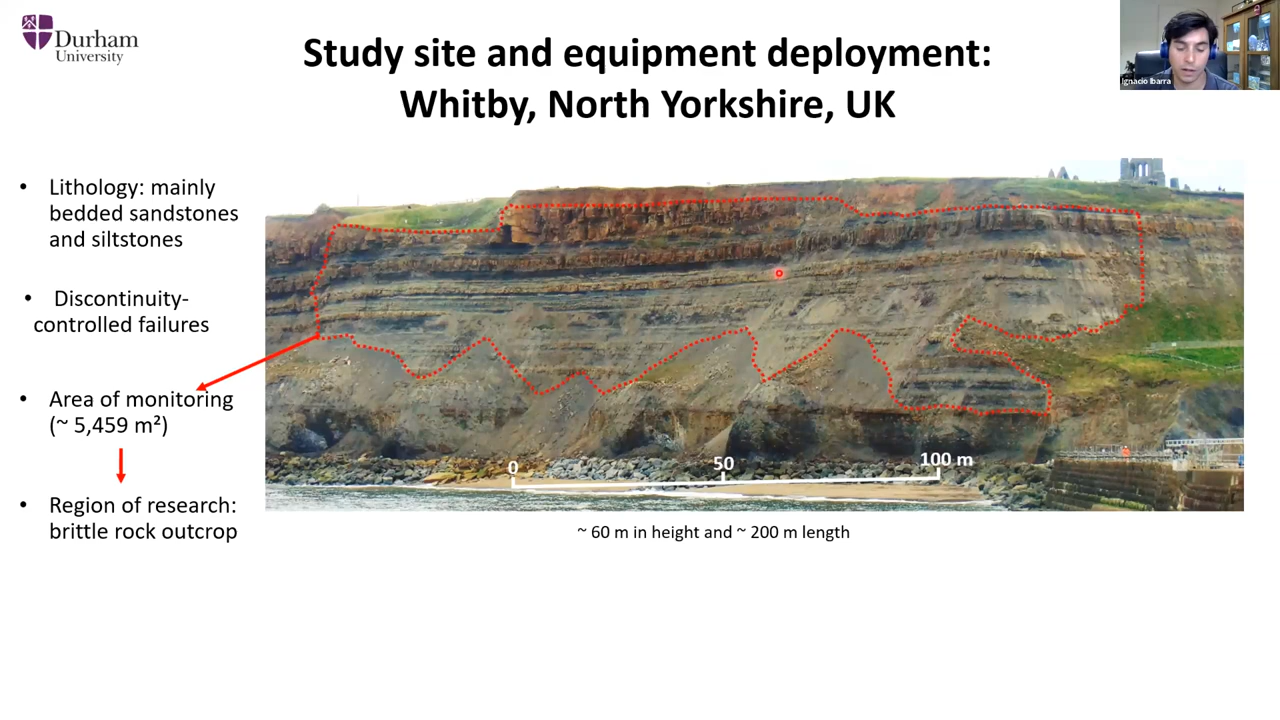 Durham
University
Study site and equipment deployment:
Whitby, North Yorkshire, UK
Ignacio Ibarra
• Lithology: mainly
bedded sandstones
and siltstones
• Discontinuity-
controlled failures
• Area of monitoring
(~ 5,459 m²)
• Region of research:
brittle rock outcrop
0
50
100 m
~ 60 m in height and ~ 200 m length